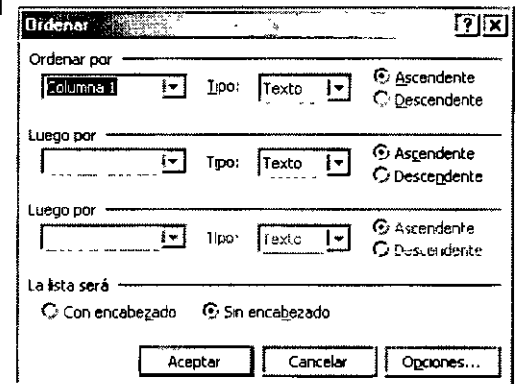 Ordenar
Ordenar por
Columna 1 Tipo: Texto Ascendente
Descendente
Luego por
Tipo: Texto Ascendente
Descendente
Luego por
Tipo: Texto Ascendente
Descendente
La lista será
Con encabezado Sin encabezado
Aceptar Cancelar Opciones...